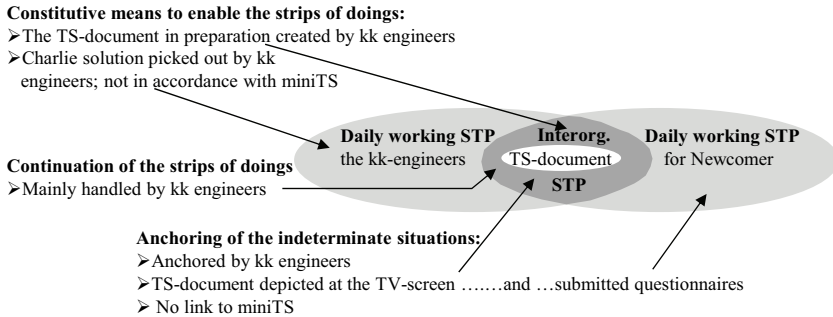 Constitutive means to enable the strips of doings:
➢The TS-document in preparation created by kk engineers
➢Charlie solution picked out by kk
engineers; not in accordance with miniTS
Daily working STP
the kk-engineers
Interorg.
TS-document
STP
Daily working STP
for Newcomer
Continuation of the strips of doings
➢Mainly handled by kk engineers
Anchoring of the indeterminate situations:
➢Anchored by kk engineers
➢TS-document depicted at the TV-screen ….…and …submitted questionnaires
➢ No link to miniTS